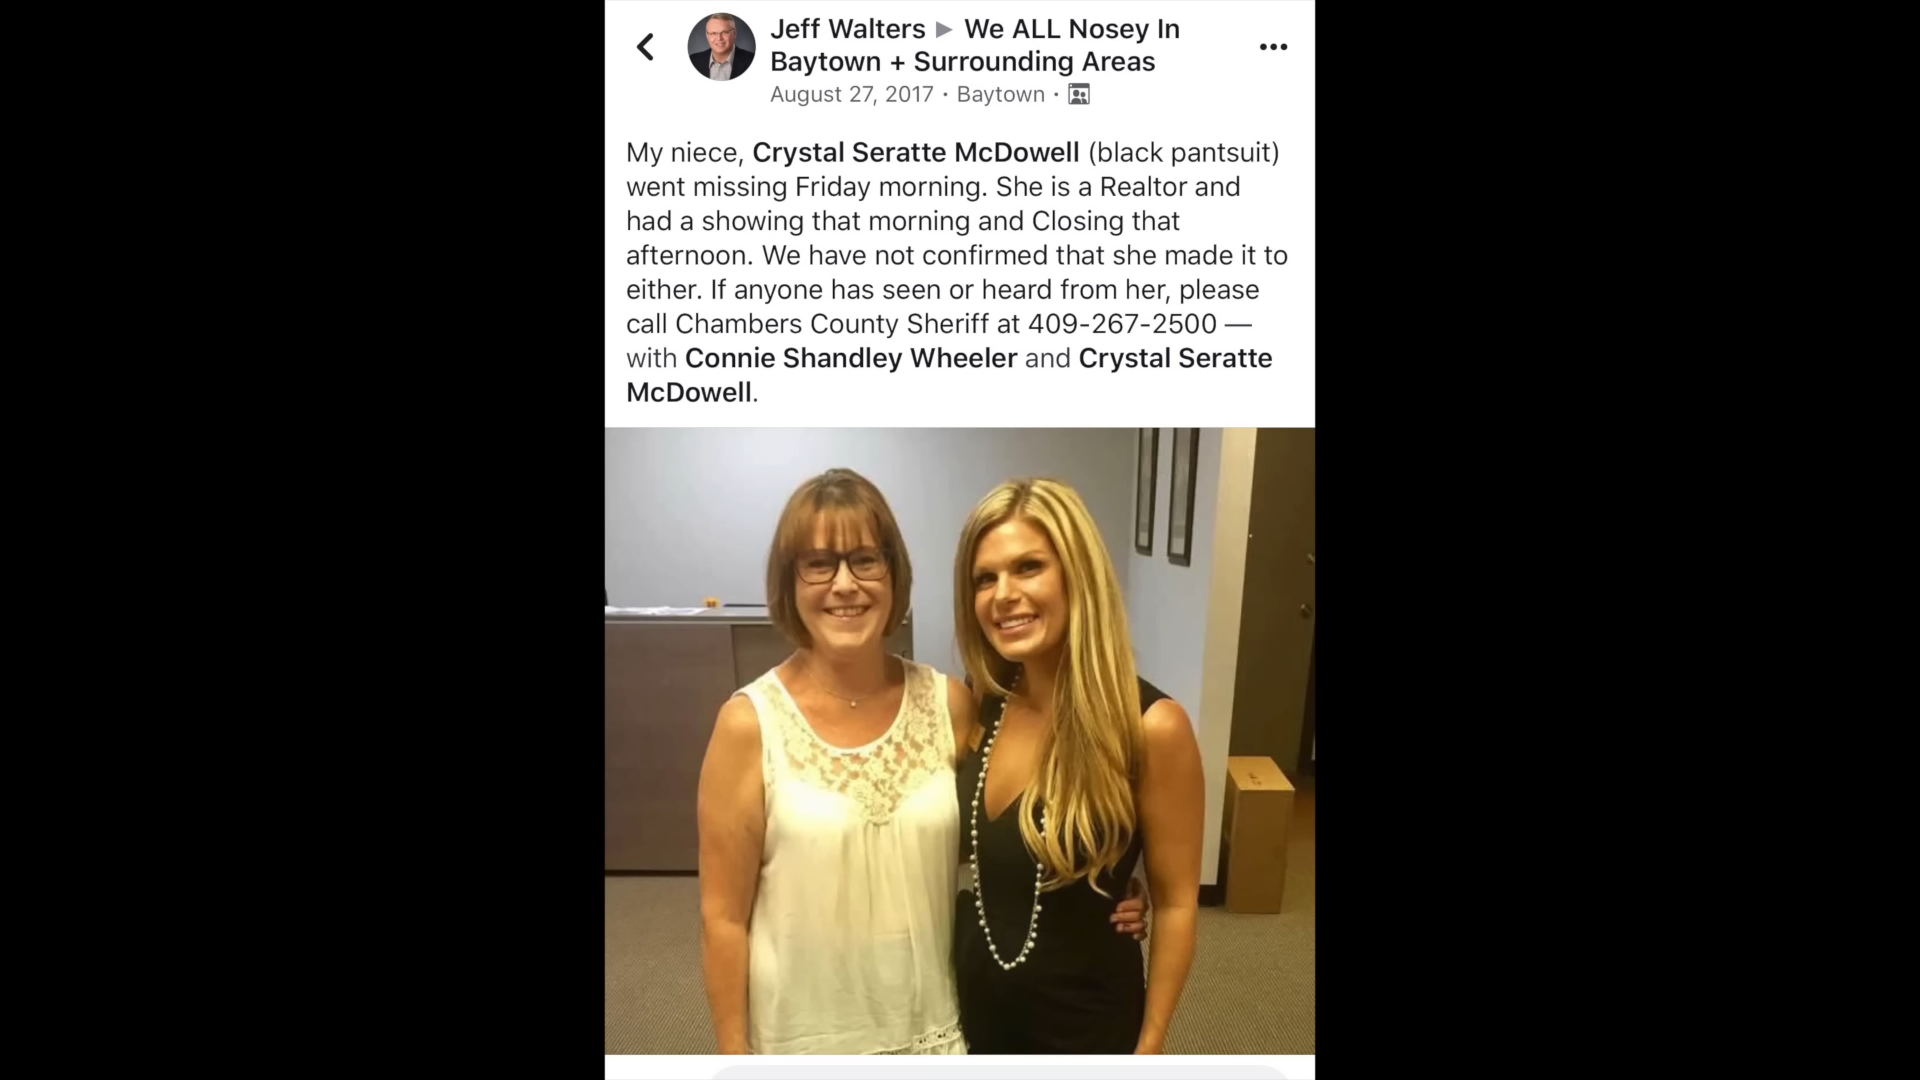 Jeff Walters ▶ We ALL Nosey In
Baytown + Surrounding Areas
August 27, 2017 · Baytown ·
My niece, Crystal Seratte McDowell (black pantsuit)
went missing Friday morning. She is a Realtor and
had a showing that morning and Closing that
afternoon. We have not confirmed that she made it to
either. If anyone has seen or heard from her, please
call Chambers County Sheriff at 409-267-2500 —
with Connie Shandley Wheeler and Crystal Seratte
McDowell.